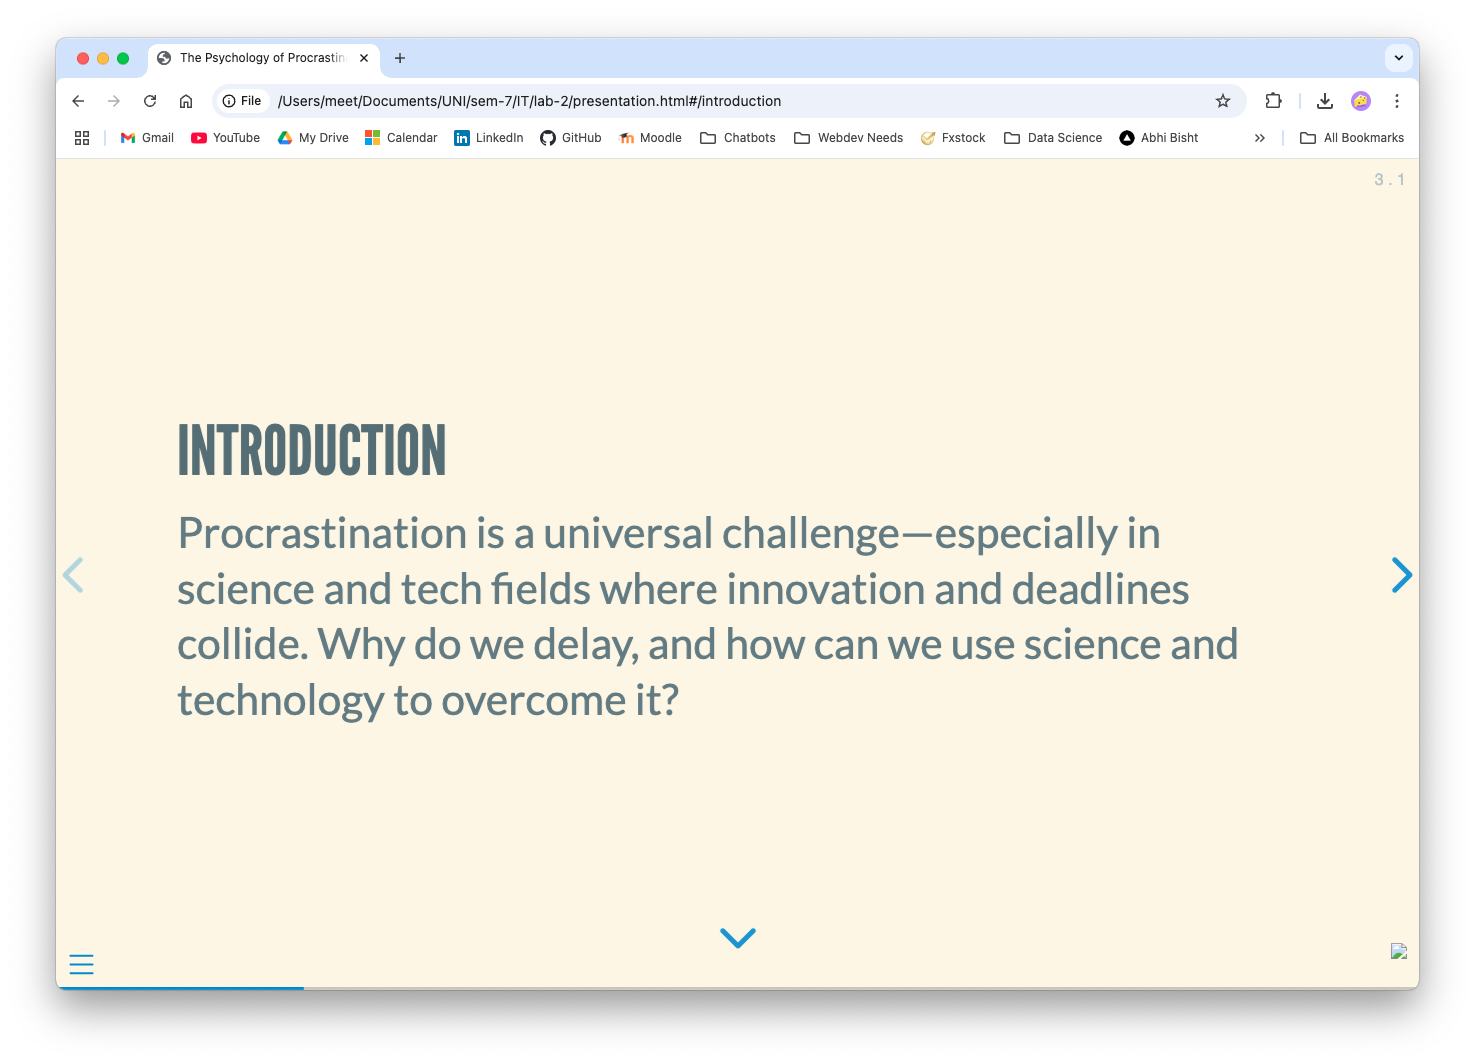 The Psychology of Procrastin
File
/Users/meet/Documents/UNI/sem-7/IT/lab-2/presentation.html#/introduction
Gmail
YouTube
My Drive
Calendar
LinkedIn
GitHub
Moodle
Chatbots
Webdev Needs
Fxstock
Data Science
Abhi Bisht
All Bookmarks
3.1
INTRODUCTION
Procrastination is a universal challenge—especially in
science and tech fields where innovation and deadlines
collide. Why do we delay, and how can we use science and
technology to overcome it?